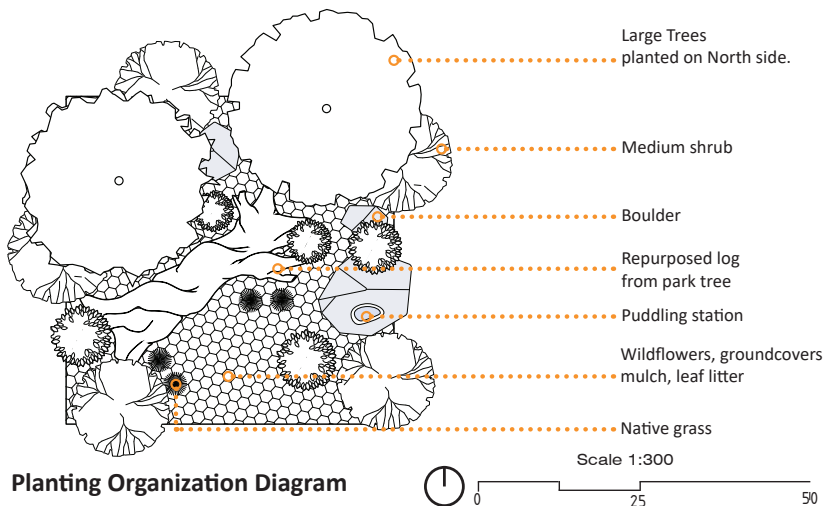 Large Trees
planted on North side.
Medium shrub
Boulder
Repurposed log
from park tree
Puddling station
Wildflowers, groundcovers
mulch, leaf litter
Native grass
Planting Organization Diagram
Scale 1:300
0 25 50